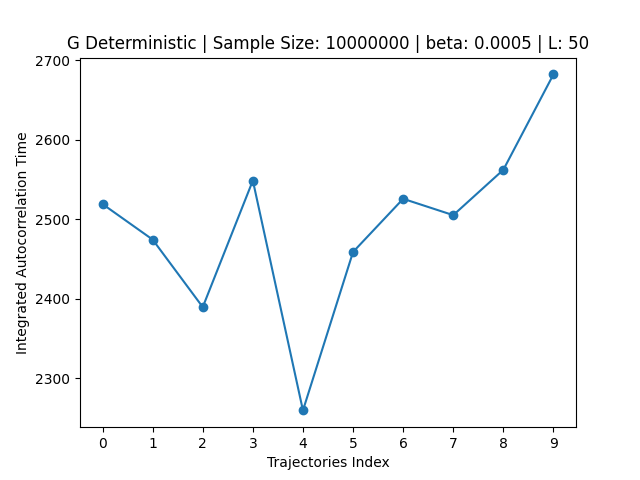 G Deterministic | Sample Size: 10000000 | beta: 0.0005 | L: 50
Integrated Autocorrelation Time
2700
2600
2500
2400
2300
0 1 2 3 4 5 6 7 8 9
Trajectories Index